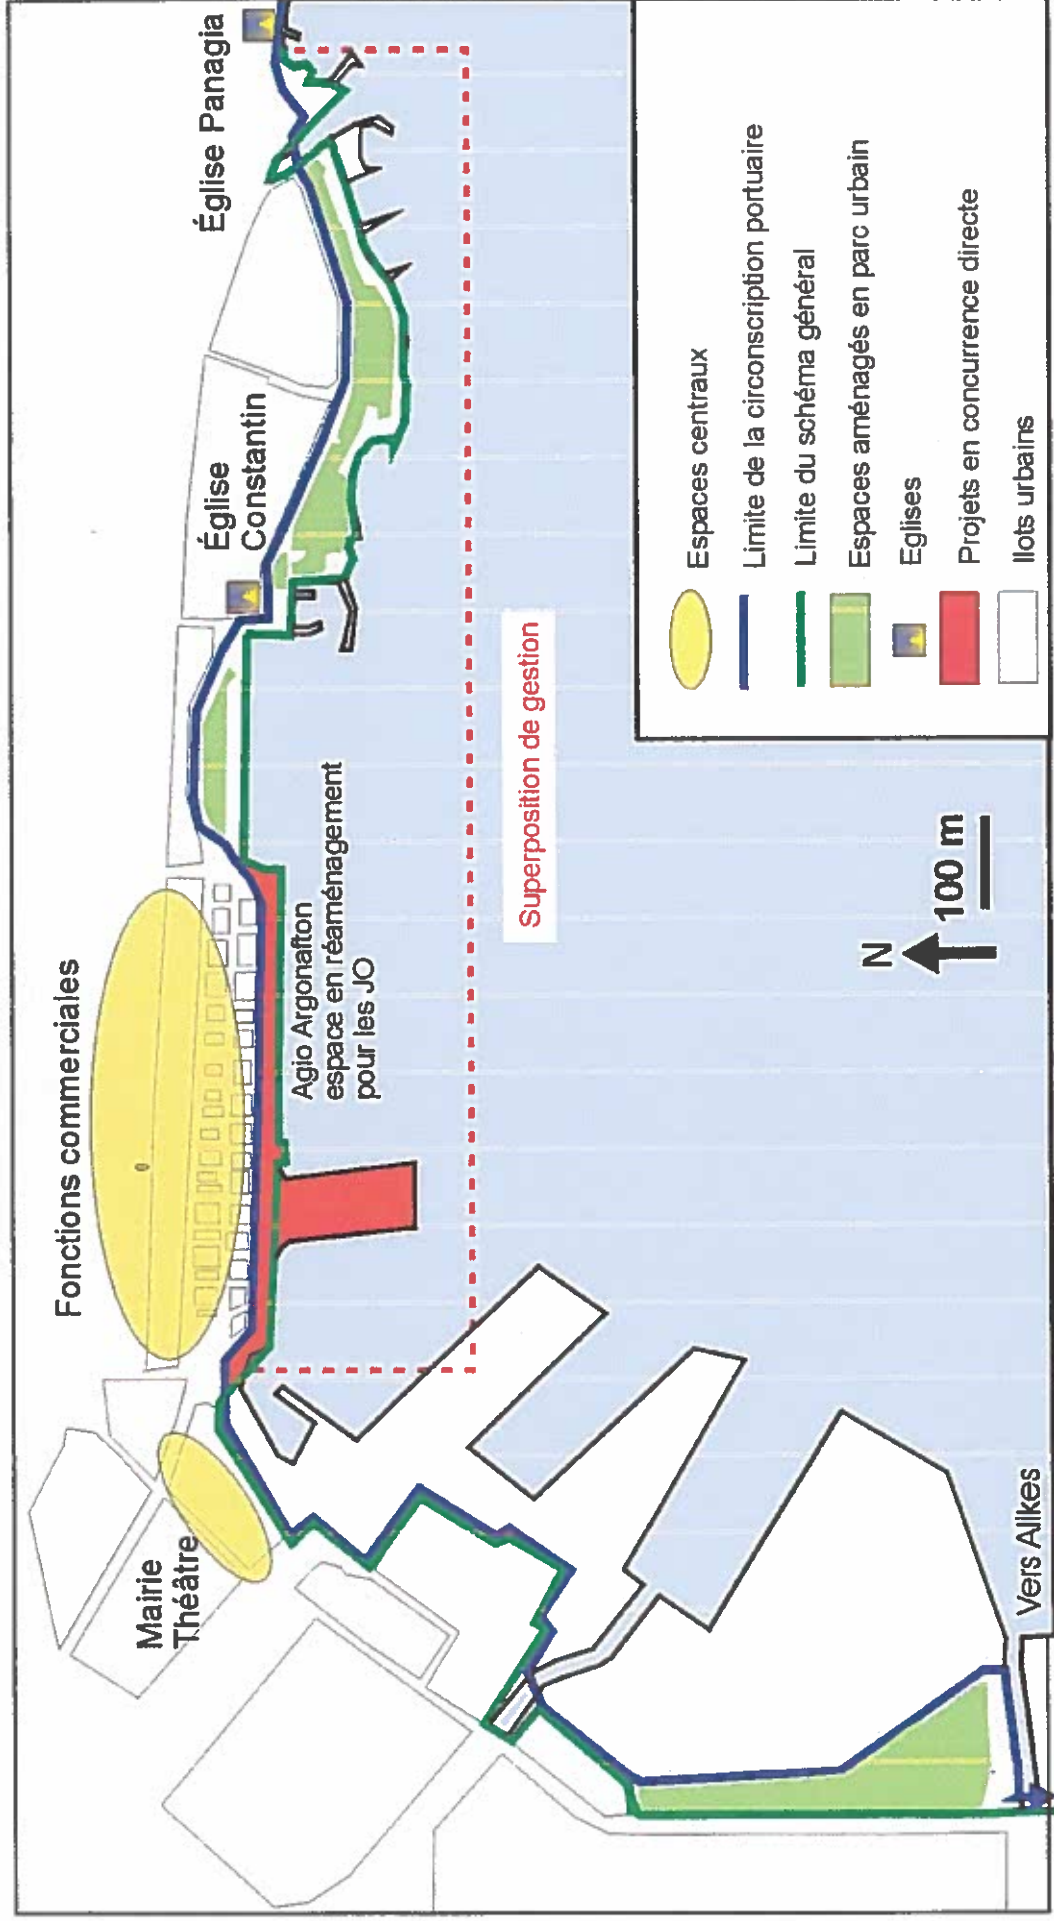 Fonctions commerciales
Mairie
Théâtre
Église
Constantin
Église Panagia
Agio Argonafton
espace en réaménagement
pour les JO
Superposition de gestion
N
100 m
Vers Alikes
Espaces centraux
Limite de la circonscription portuaire
Limite du schéma général
Espaces aménagés en parc urbain
Eglises
Projets en concurrence directe
Ilots urbains